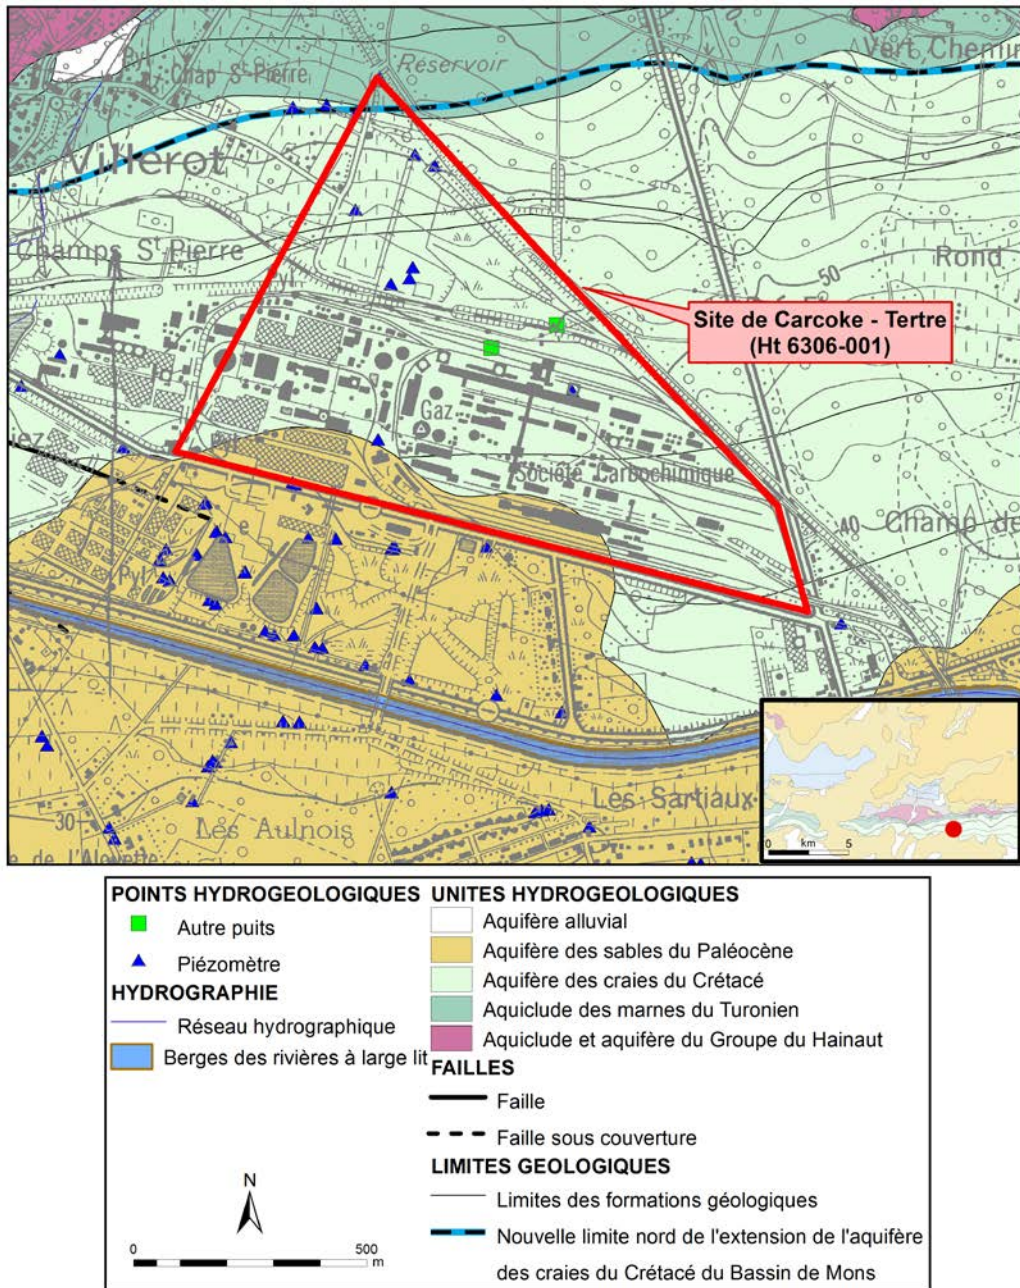 Vert Chemin
Chap St Pierre
Réservoir
Villerot
Champs St Pierre
50
Rond
Site de Carcoke - Tertre
(Ht 6306-001)
Gaz
Société Carbochimique
40
Champ de
Pyl
Les Sartiaux
30
Les Aulnois
e de l'Alouette
0 km 5
POINTS HYDROGEOLOGIQUES
Autre puits
Piézomètre
HYDROGRAPHIE
Réseau hydrographique
Berges des rivières à large lit
UNITES HYDROGEOLOGIQUES
Aquifère alluvial
Aquifère des sables du Paléocène
Aquifère des craies du Crétacé
Aquiclude des marnes du Turonien
Aquiclude et aquifère du Groupe du Hainaut
FAILLES
Faille
Faille sous couverture
LIMITES GEOLOGIQUES
Limites des formations géologiques
Nouvelle limite nord de l'extension de l'aquifère
des craies du Crétacé du Bassin de Mons
N
0 500
m